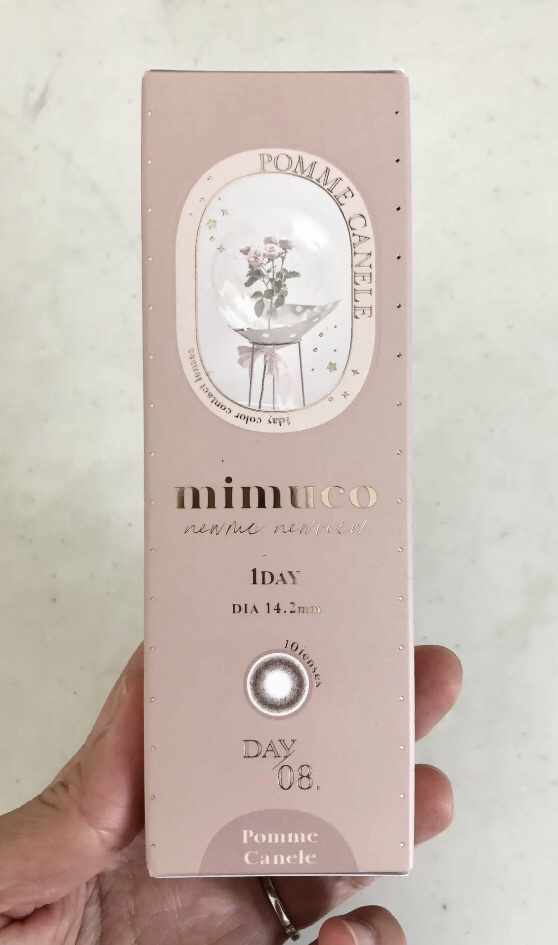 POMME CANELE
1day color contact lenses
mimuco
newme newview
1DAY
DIA 14.2mm
10lenses
DAY
08.
Pomme
Canele